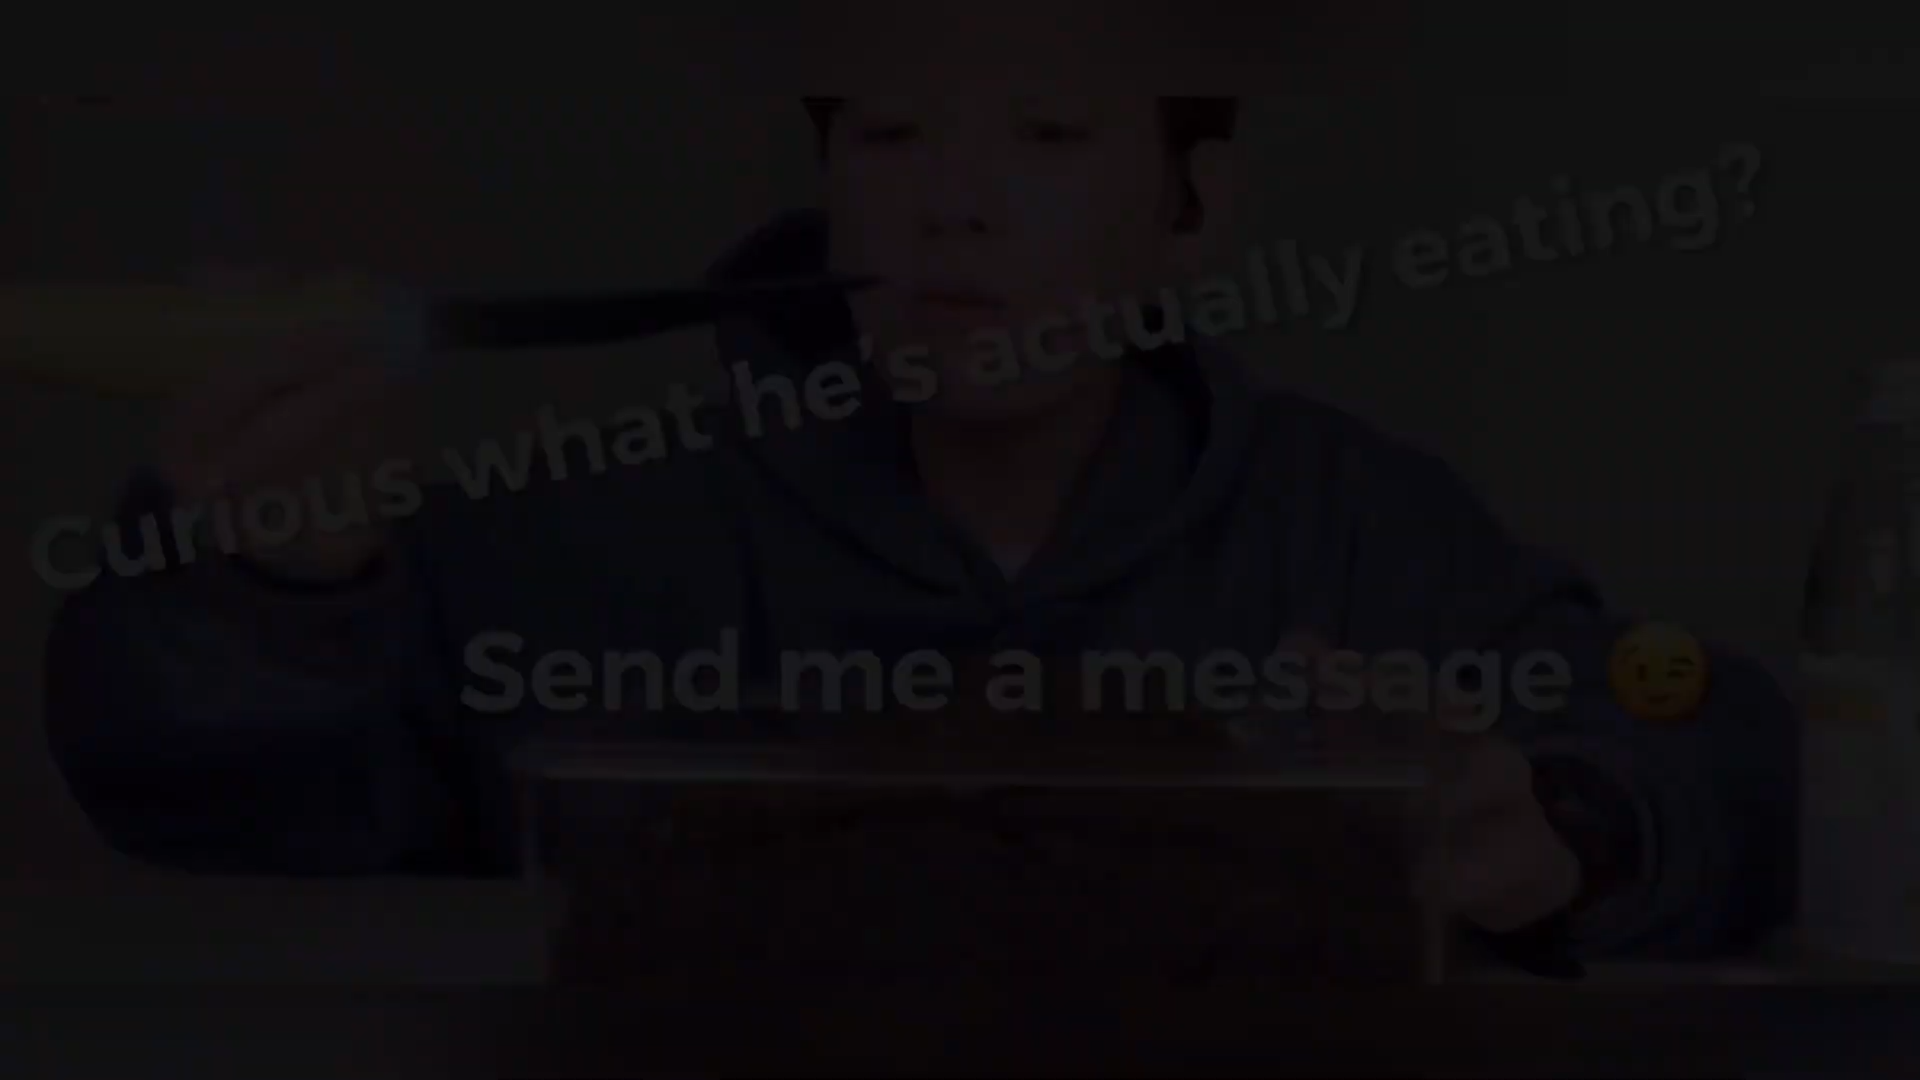 Curious what he's actually eating?
Send me a message 😉